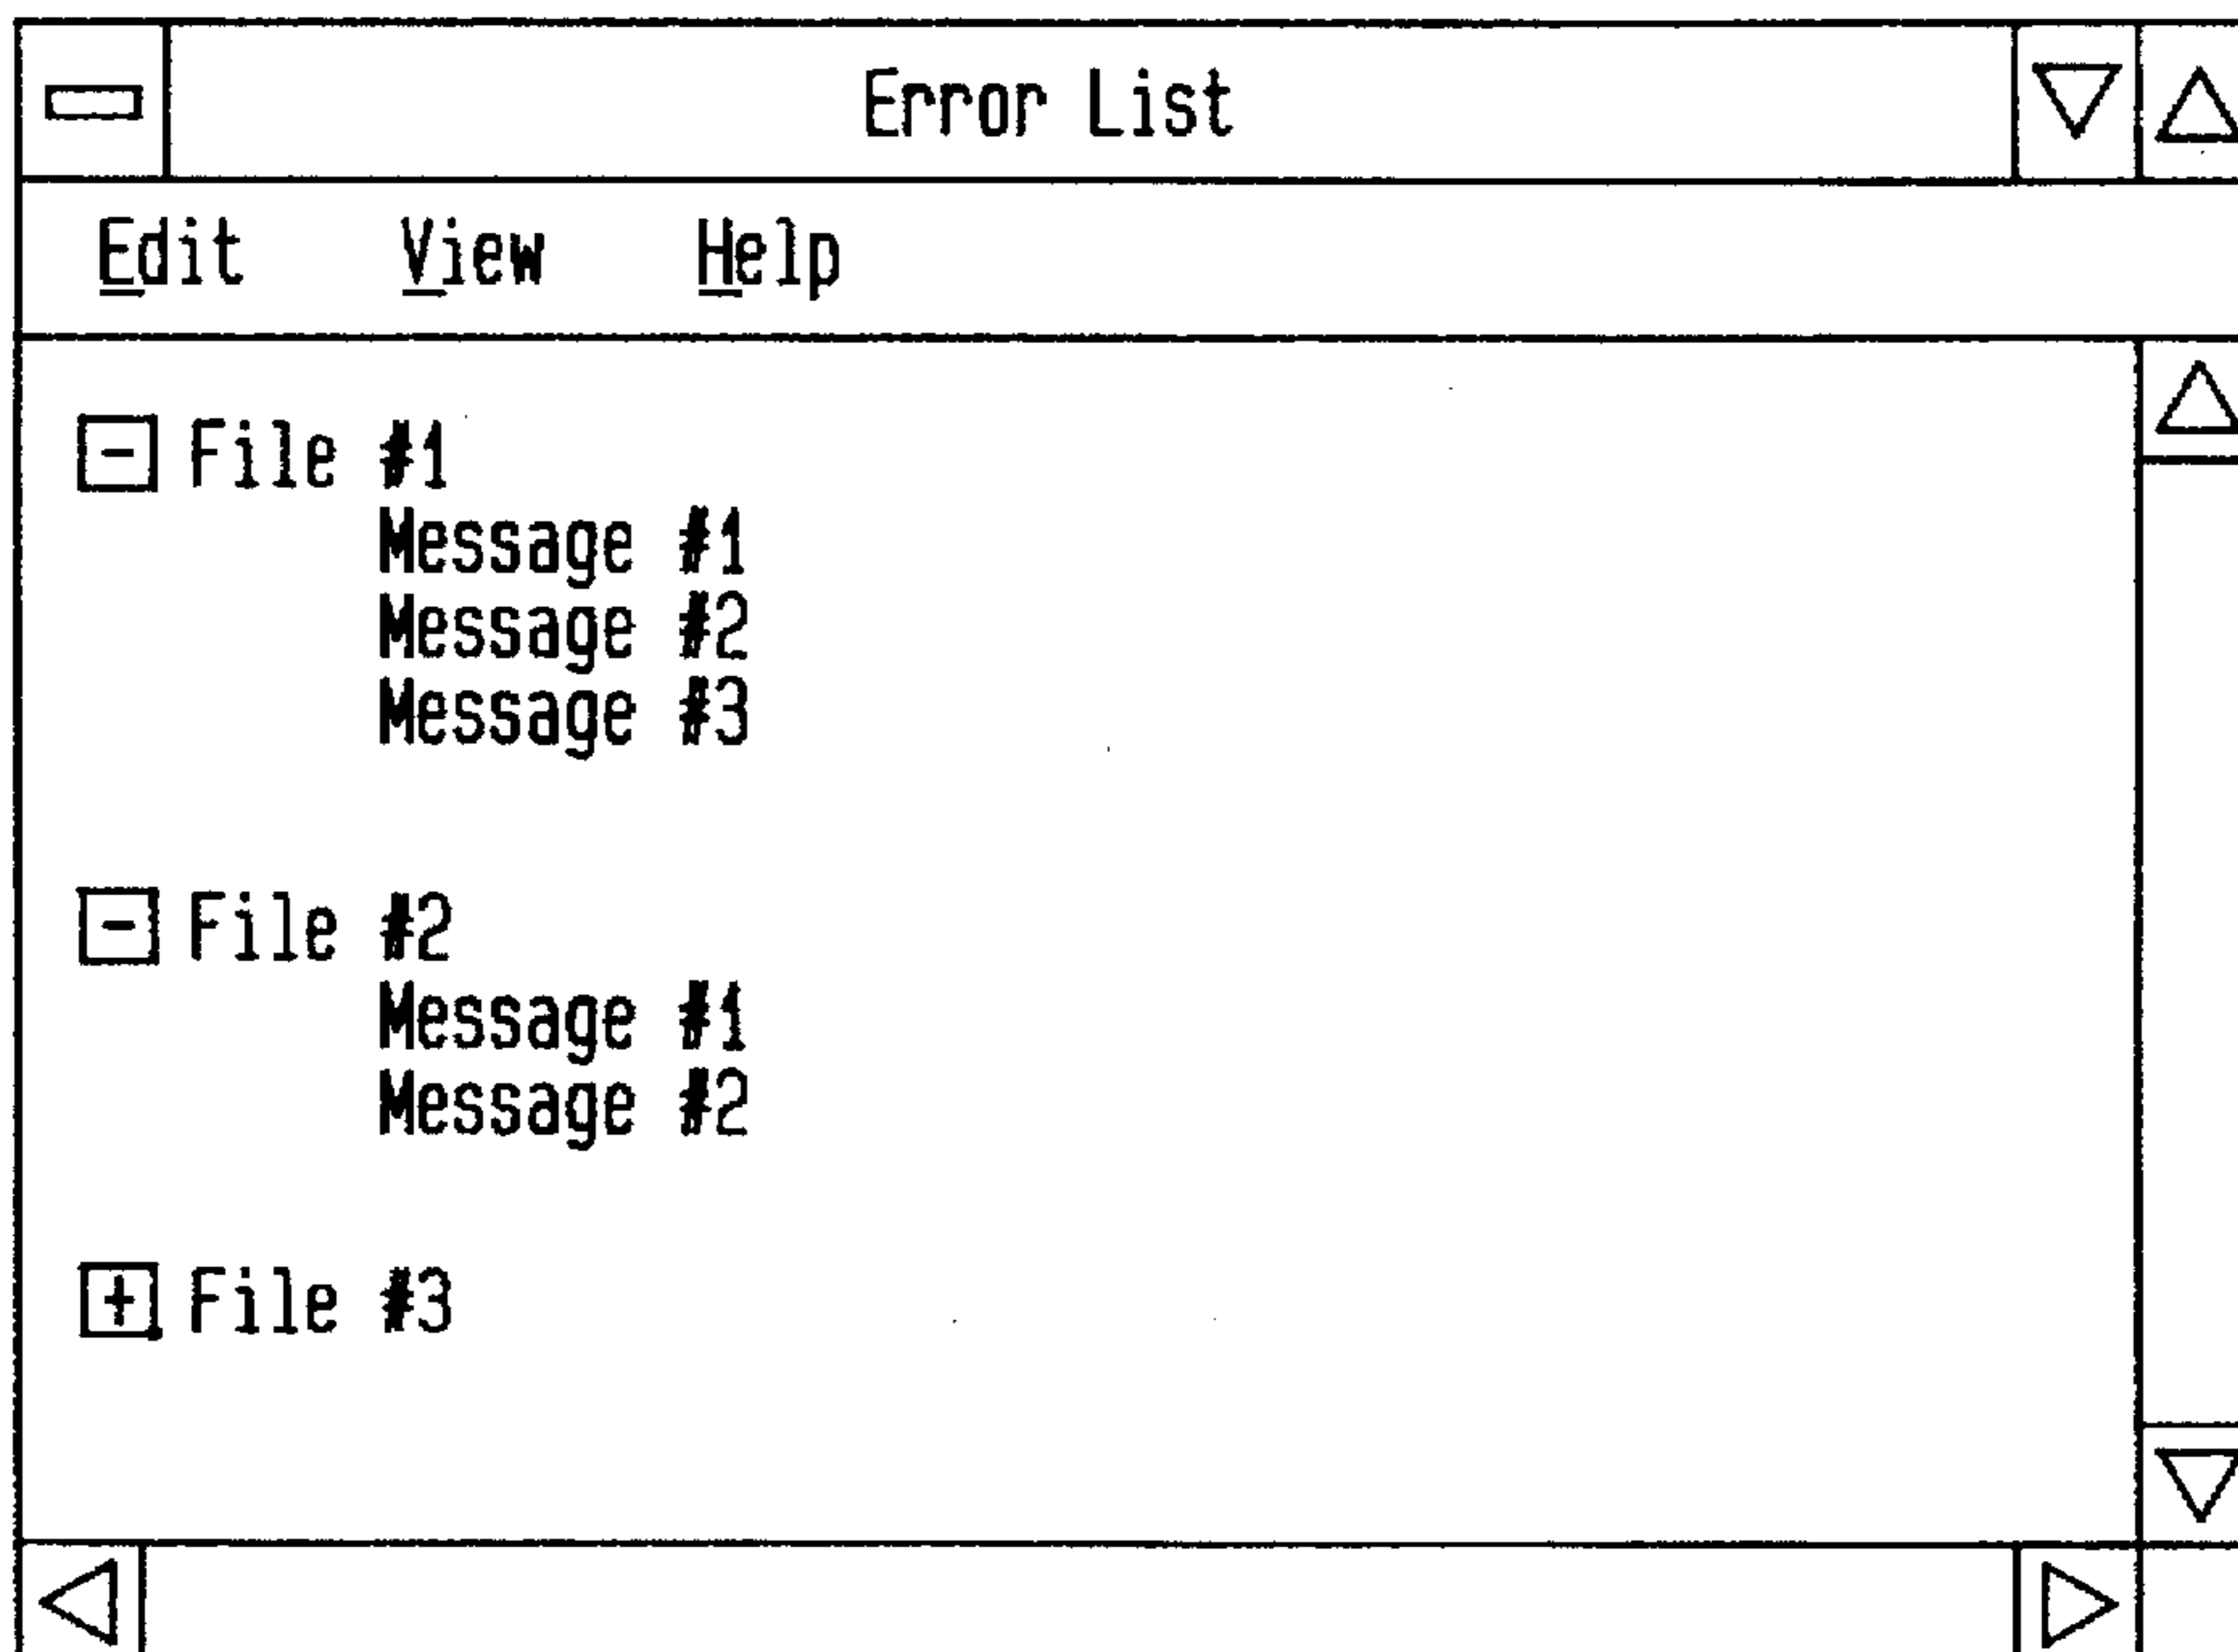 Error List
Edit View Help
- File #1
Message #1
Message #2
Message #3
- File #2
Message #1
Message #2
+ File #3